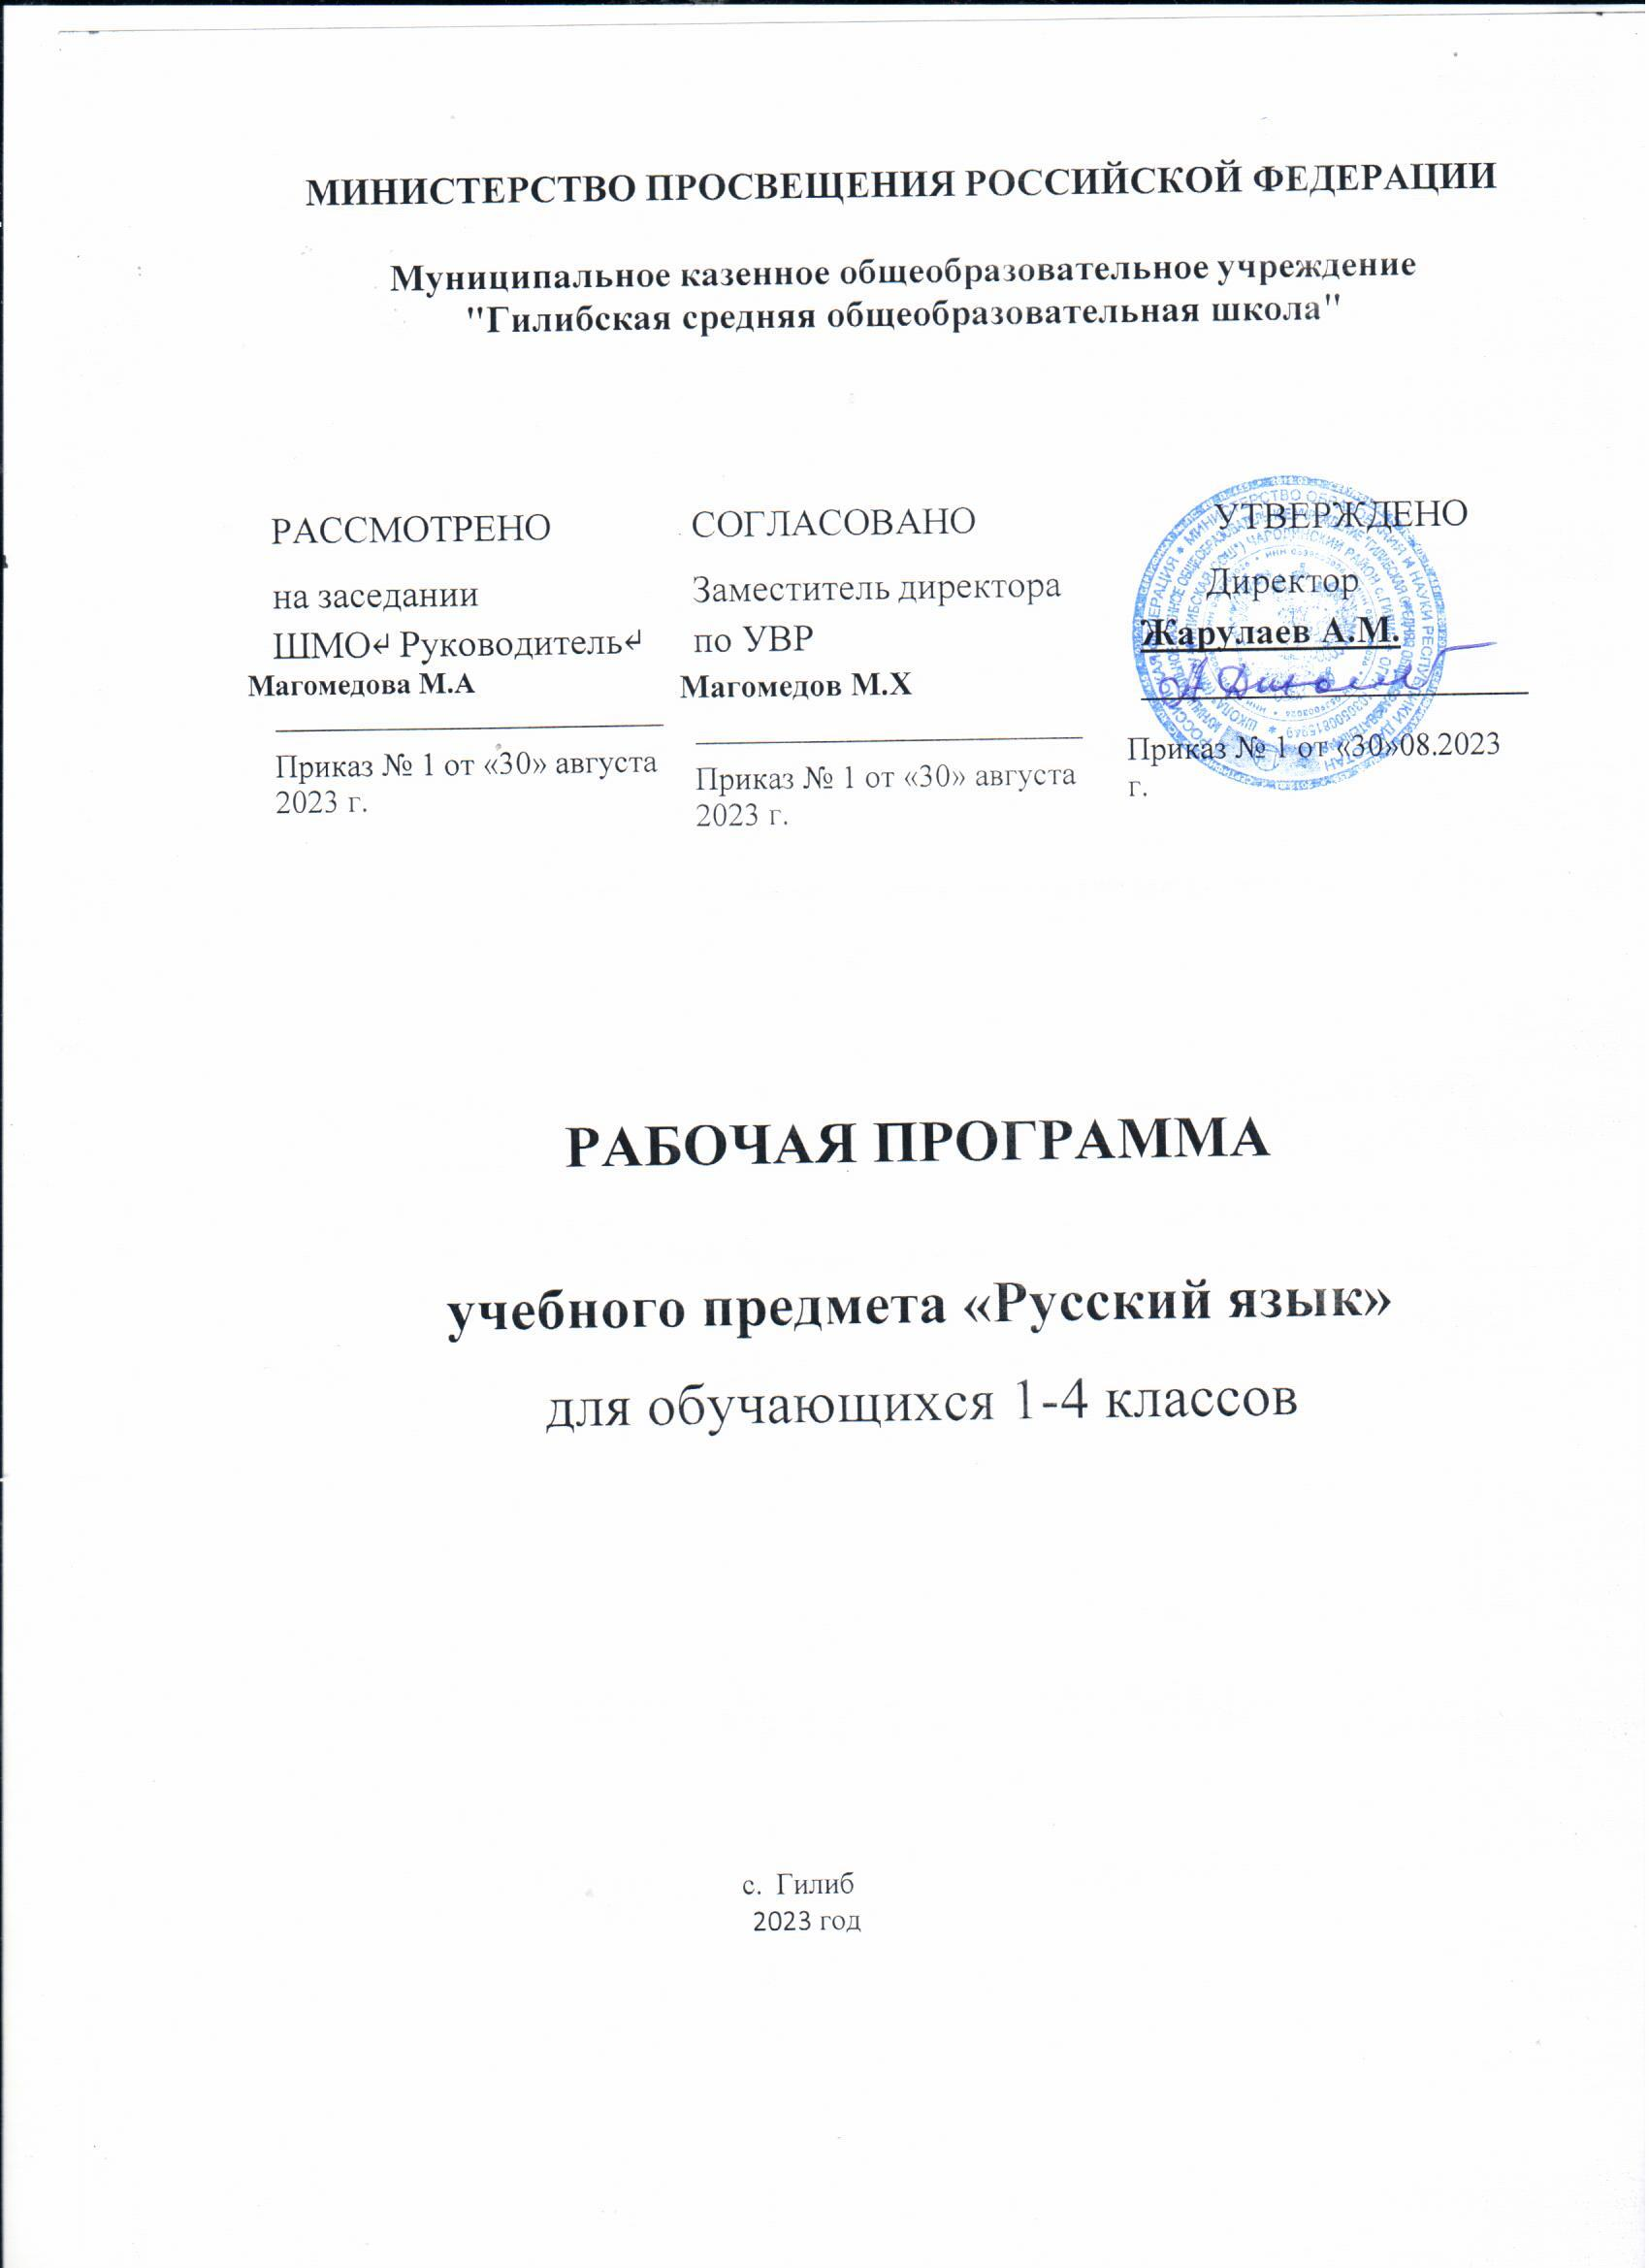 МИНИСТЕРСТВО ПРОСВЕЩЕНИЯ РОССИЙСКОЙ ФЕДЕРАЦИИ
Муниципальное казенное общеобразовательное учреждение
"Гилибская средняя общеобразовательная школа"
РАССМОТРЕНО
на заседании
ШМО↵ Руководитель↵
Магомедова М.А
Приказ № 1 от «30» августа
2023 г.
СОГЛАСОВАНО
Заместитель директора
по УВР
Магомедов М.Х
Приказ № 1 от «30» августа
2023 г.
УТВЕРЖДЕНО
Директор
Жарулаев А.М.
Приказ № 1 от «30»08.2023
г.
РАБОЧАЯ ПРОГРАММА
учебного предмета «Русский язык»
для обучающихся 1-4 классов
с. Гилиб
2023 год